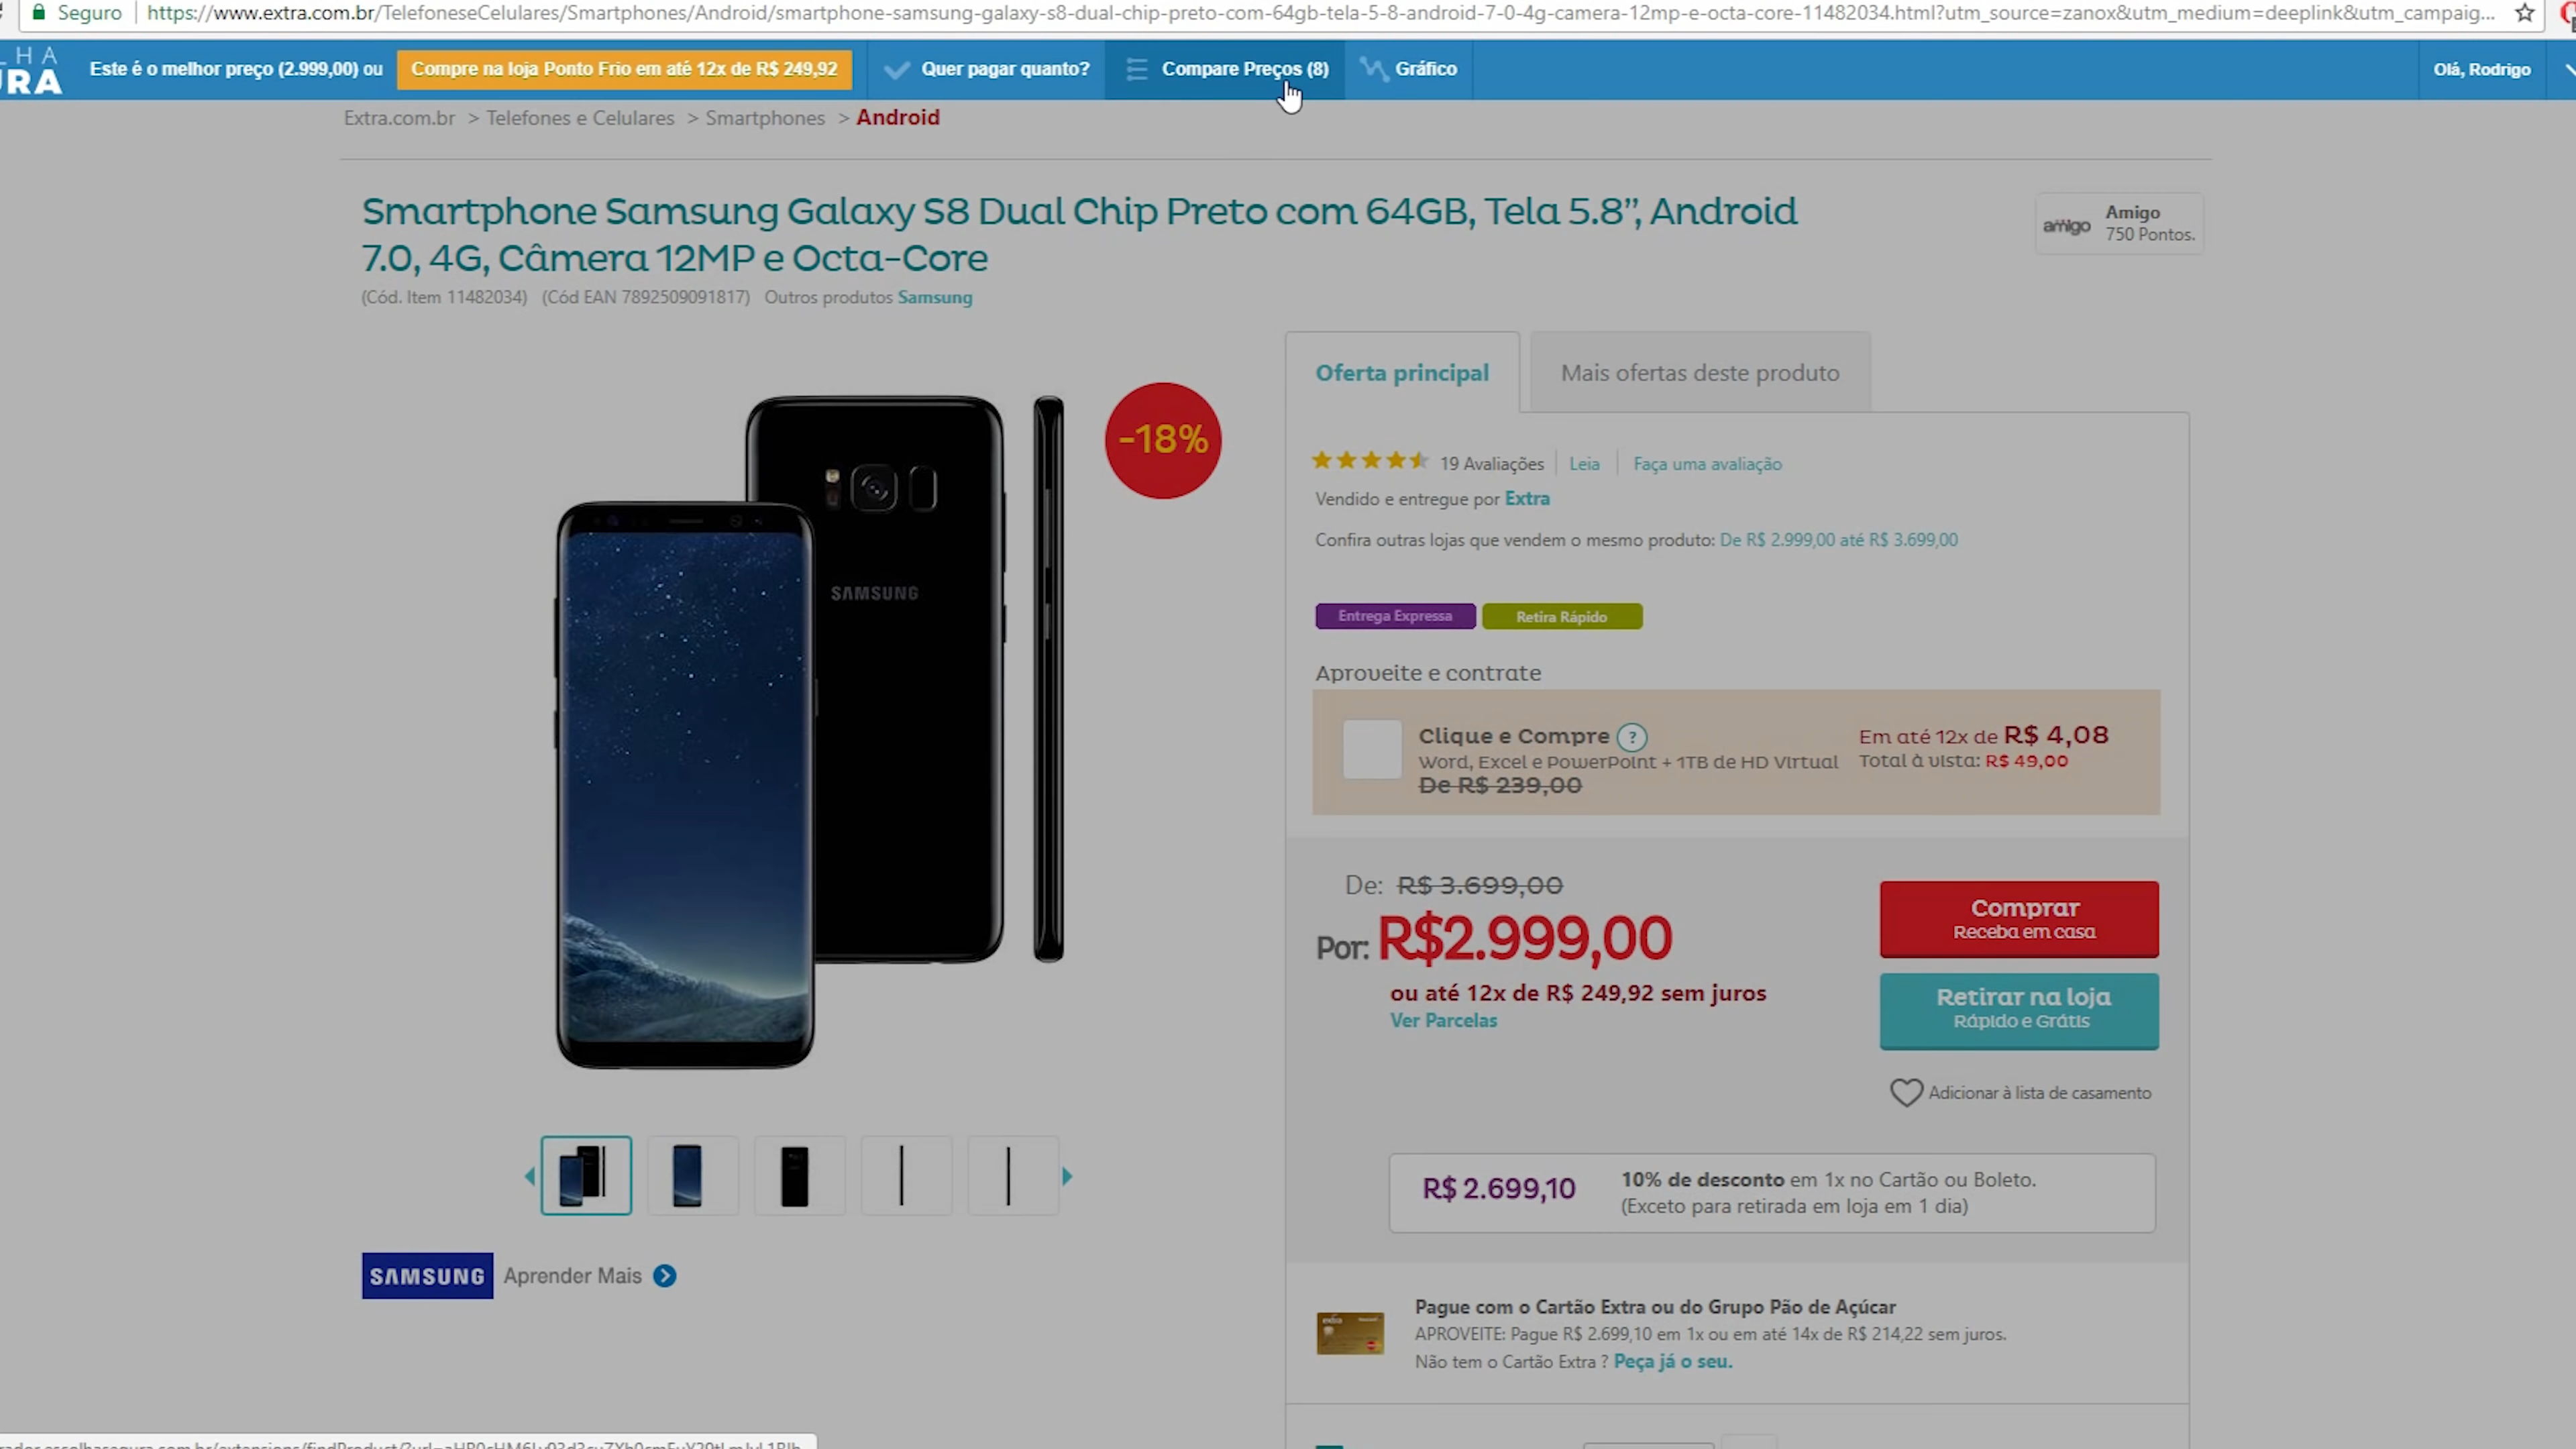 Seguro https://www.extra.com.br/TelefoneseCelulares/Smartphones/Android/smartphone-samsung-galaxy-s8-dual-chip-preto-com-64gb-tela-5-8-android-7-0-4g-camera-12mp-e-octa-core-11482034.html?utm_source=zanox&utm_medium=deeplink&utm_campaig...
LHA
URA
Este é o melhor preço (2.999,00) ou
Compre na loja Ponto Frio em até 12x de R$ 249,92
Quer pagar quanto?
Compare Preços (8)
Gráfico
Olá, Rodrigo
Extra.com.br > Telefones e Celulares > Smartphones > Android
Smartphone Samsung Galaxy S8 Dual Chip Preto com 64GB, Tela 5.8”, Android
7.0, 4G, Câmera 12MP e Octa-Core
(Cód. Item 11482034) (Cód EAN 7892509091817) Outros produtos Samsung
amigo
Amigo
750 Pontos.
Oferta principal
Mais ofertas deste produto
-18%
SAMSUNG
19 Avaliações Leia Faça uma avaliação
Vendido e entregue por Extra
Confira outras lojas que vendem o mesmo produto: De R$ 2.999,00 até R$ 3.699,00
Entrega Expressa
Retira Rápido
Aproveite e contrate
Clique e Compre ?
Word, Excel e PowerPoint + 1TB de HD Virtual
De R$ 239,00
Em até 12x de R$ 4,08
Total à vista: R$ 49,00
De: R$ 3.699,00
Por: R$2.999,00
ou até 12x de R$ 249,92 sem juros
Ver Parcelas
Comprar
Receba em casa
Retirar na loja
Rápido e Grátis
Adicionar à lista de casamento
R$ 2.699,10
10% de desconto em 1x no Cartão ou Boleto.
(Exceto para retirada em loja em 1 dia)
SAMSUNG Aprender Mais
Pague com o Cartão Extra ou do Grupo Pão de Açúcar
APROVEITE: Pague R$ 2.699,10 em 1x ou em até 14x de R$ 214,22 sem juros.
Não tem o Cartão Extra ? Peça já o seu.